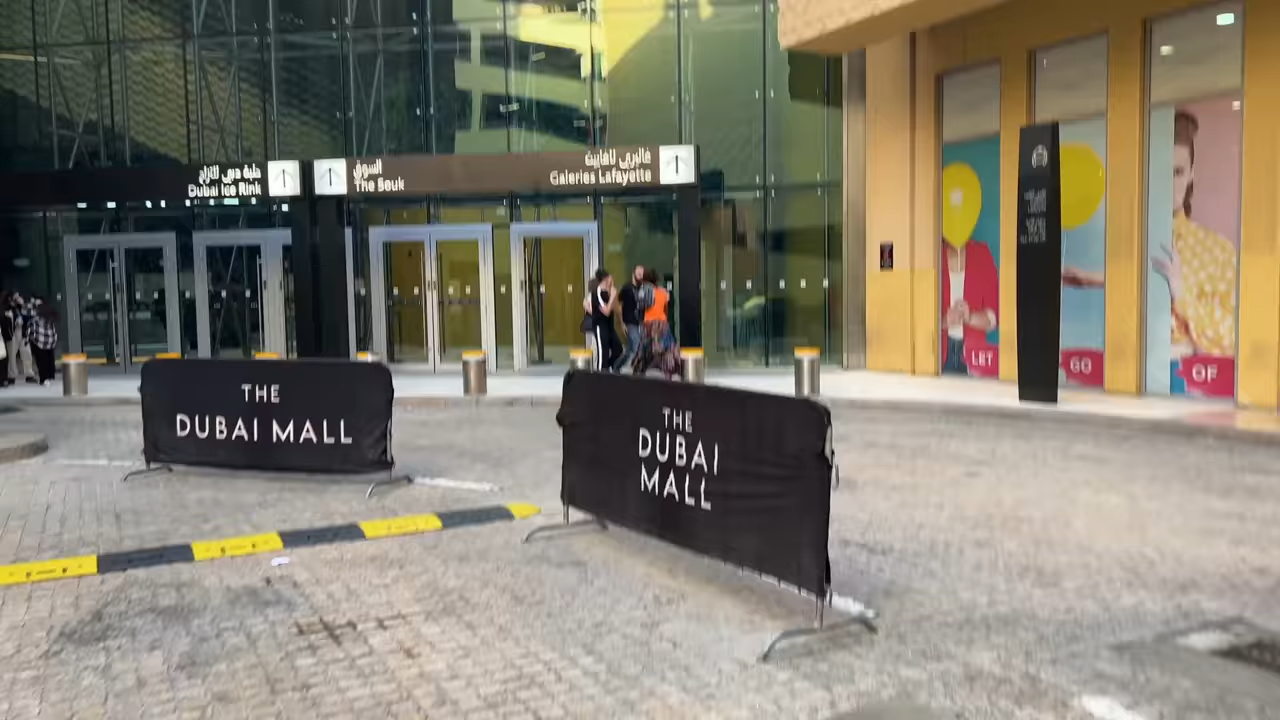 حلبة دبي للتزلج
Dubai Ice Rink
السوق
The Souk
غاليري لافاييت
Galeries Lafayette
THE
DUBAI MALL
THE
DUBAI
MALL
LET
GO
OF